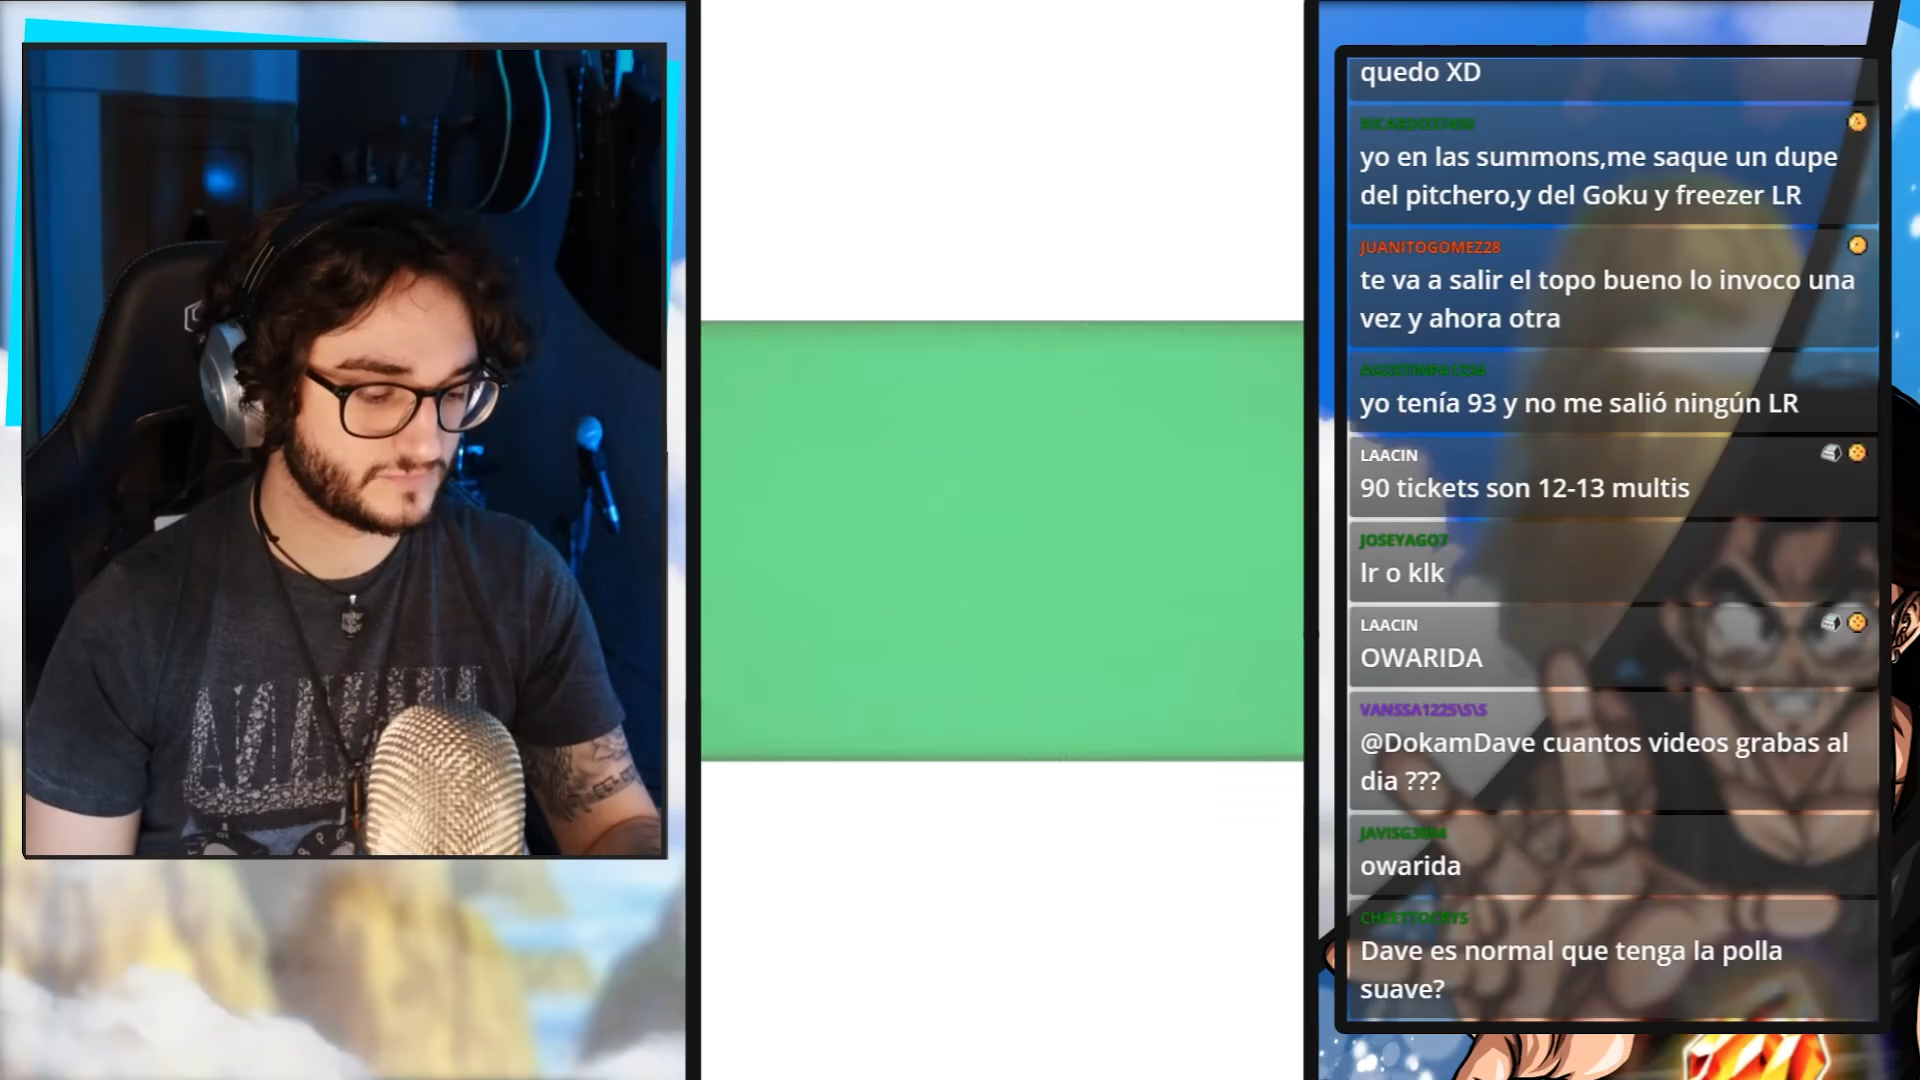 quedo XD
yo en las summons,me saque un dupe
del pitchero,y del Goku y freezer LR
JUANITOGOMEZ28
te va a salir el topo bueno lo invoco una
vez y ahora otra
yo tenía 93 y no me salió ningún LR
LAACIN
90 tickets son 12-13 multis
JOSEYAGO7
lr o klk
LAACIN
OWARIDA
VANSSA1225\S\S
@DokamDave cuantos videos grabas al
dia ???
owarida
CHEETTOCRYS
Dave es normal que tenga la polla
suave?